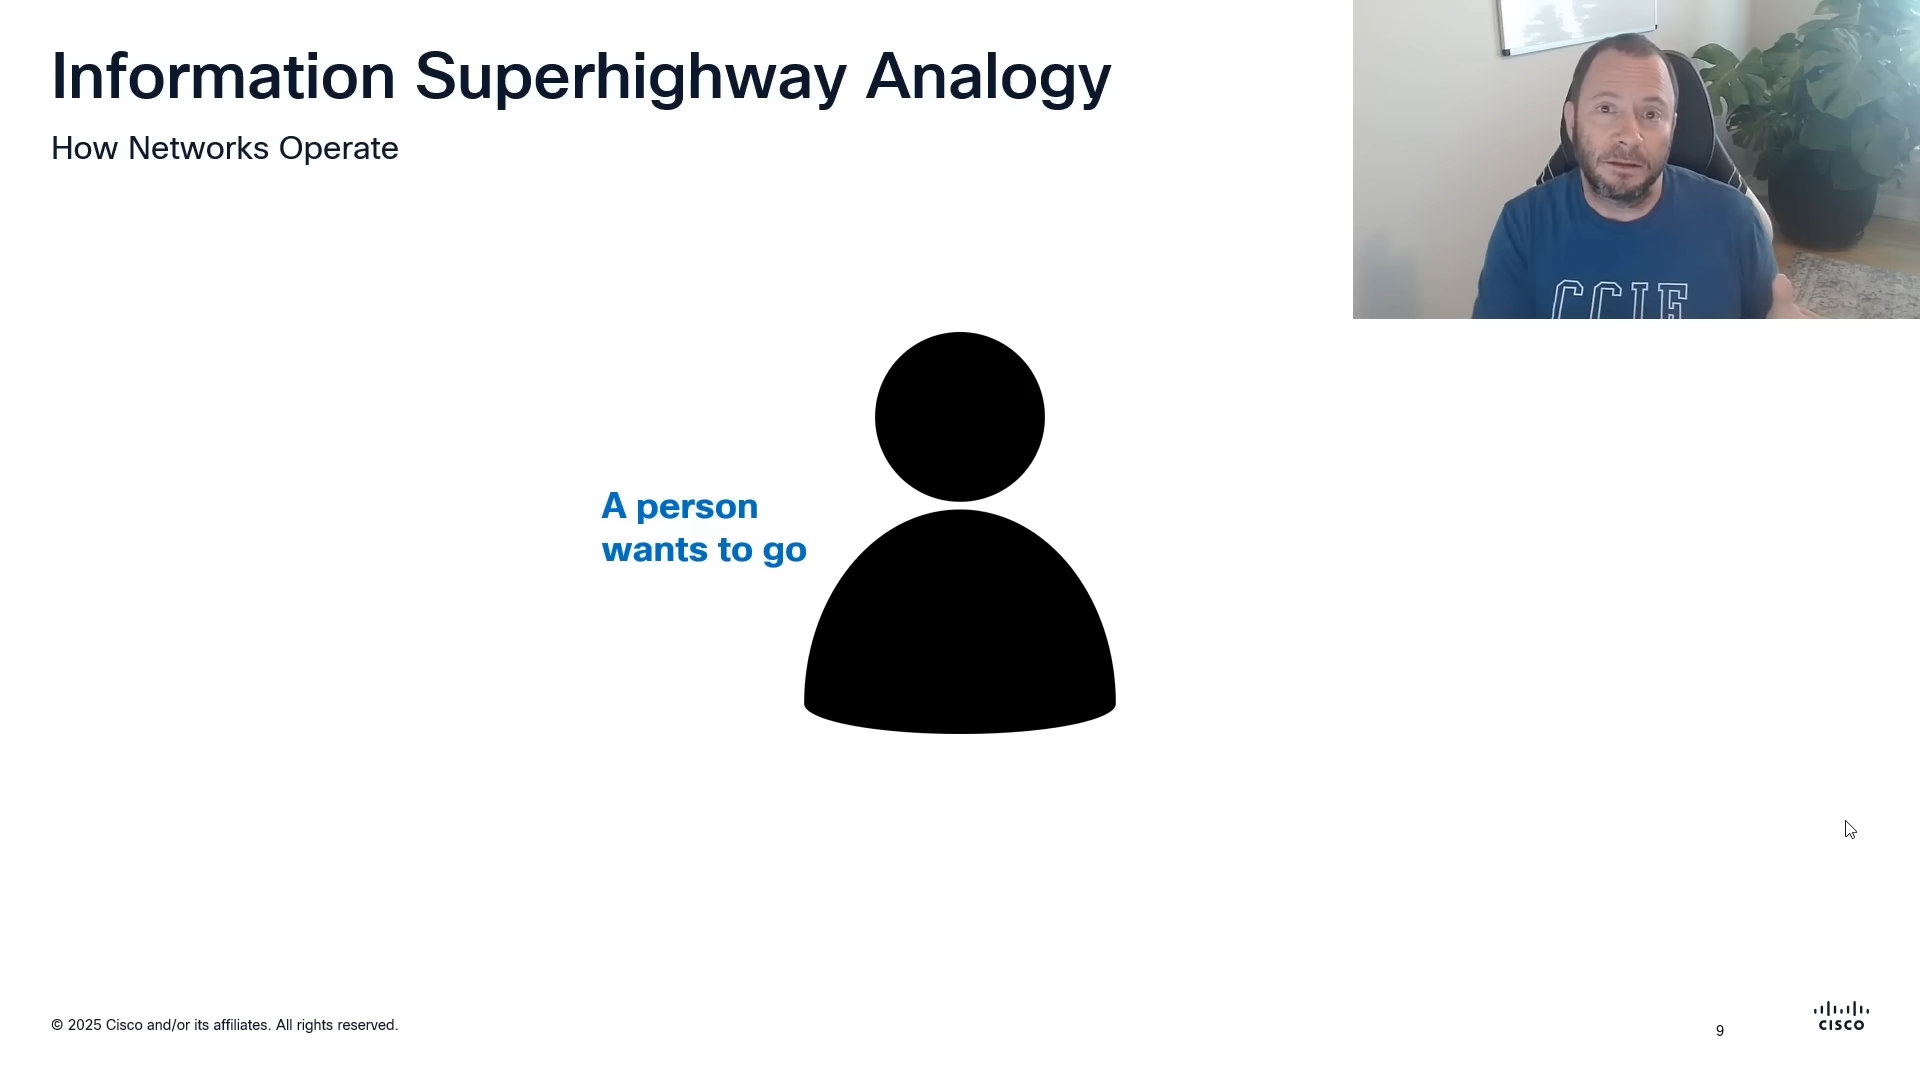 Information Superhighway Analogy
How Networks Operate
CCIE
A person
wants to go
© 2025 Cisco and/or its affiliates. All rights reserved.
9
CISCO